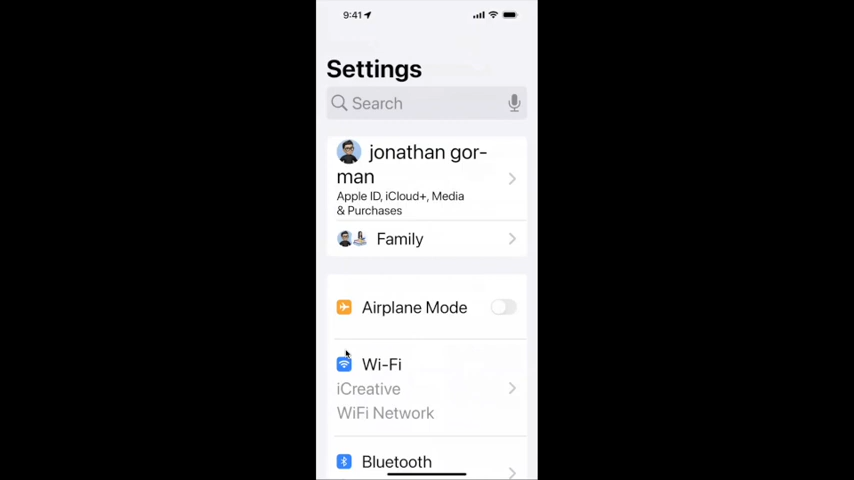 9:41
Settings
Search
jonathan gor-
man
Apple ID, iCloud+, Media
& Purchases
Family
Airplane Mode
Wi-Fi
iCreative
WiFi Network
Bluetooth